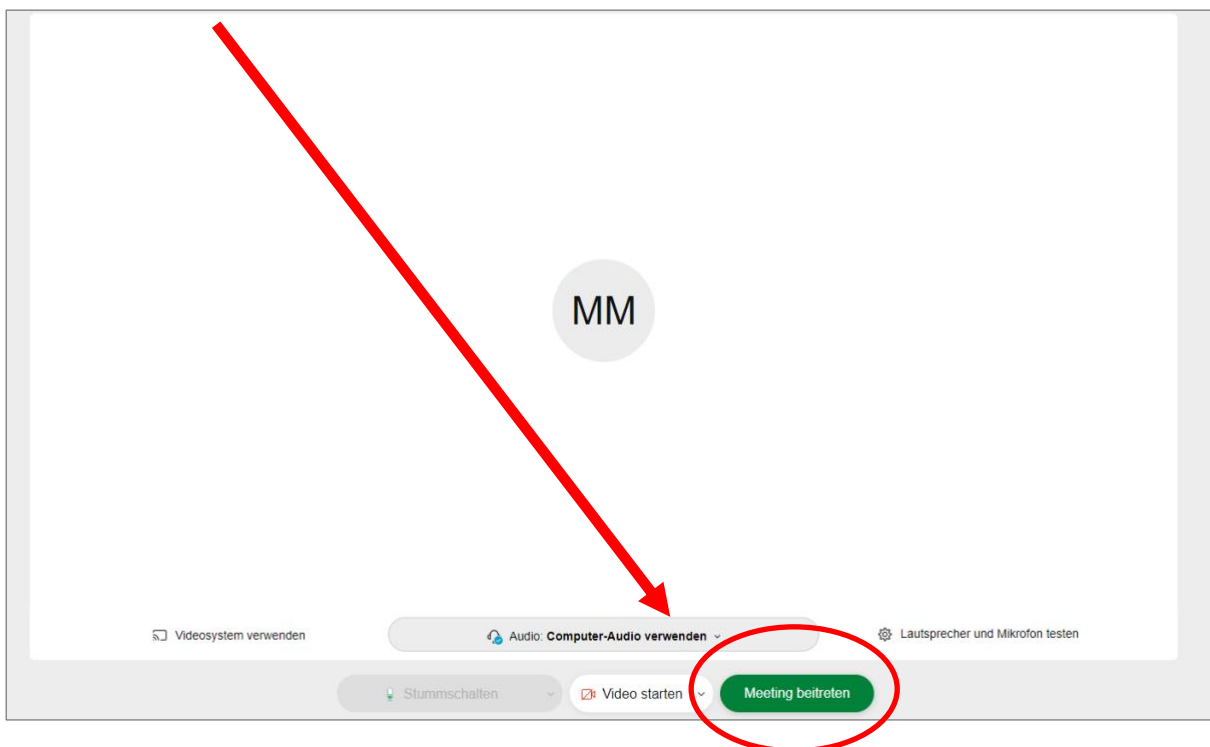 MM
Videosystem verwenden
Audio: Computer-Audio verwenden
Lautsprecher und Mikrofon testen
Stummschalten
Video starten
Meeting beitreten